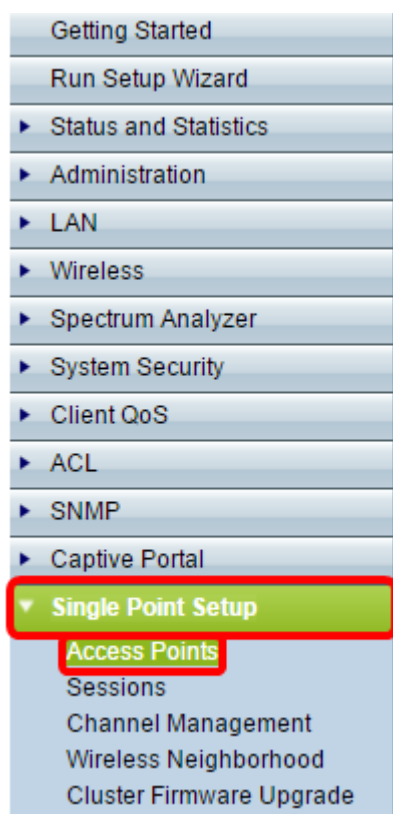 Getting Started
Run Setup Wizard
Status and Statistics
Administration
LAN
Wireless
Spectrum Analyzer
System Security
Client QoS
ACL
SNMP
Captive Portal
Single Point Setup
Access Points
Sessions
Channel Management
Wireless Neighborhood
Cluster Firmware Upgrade